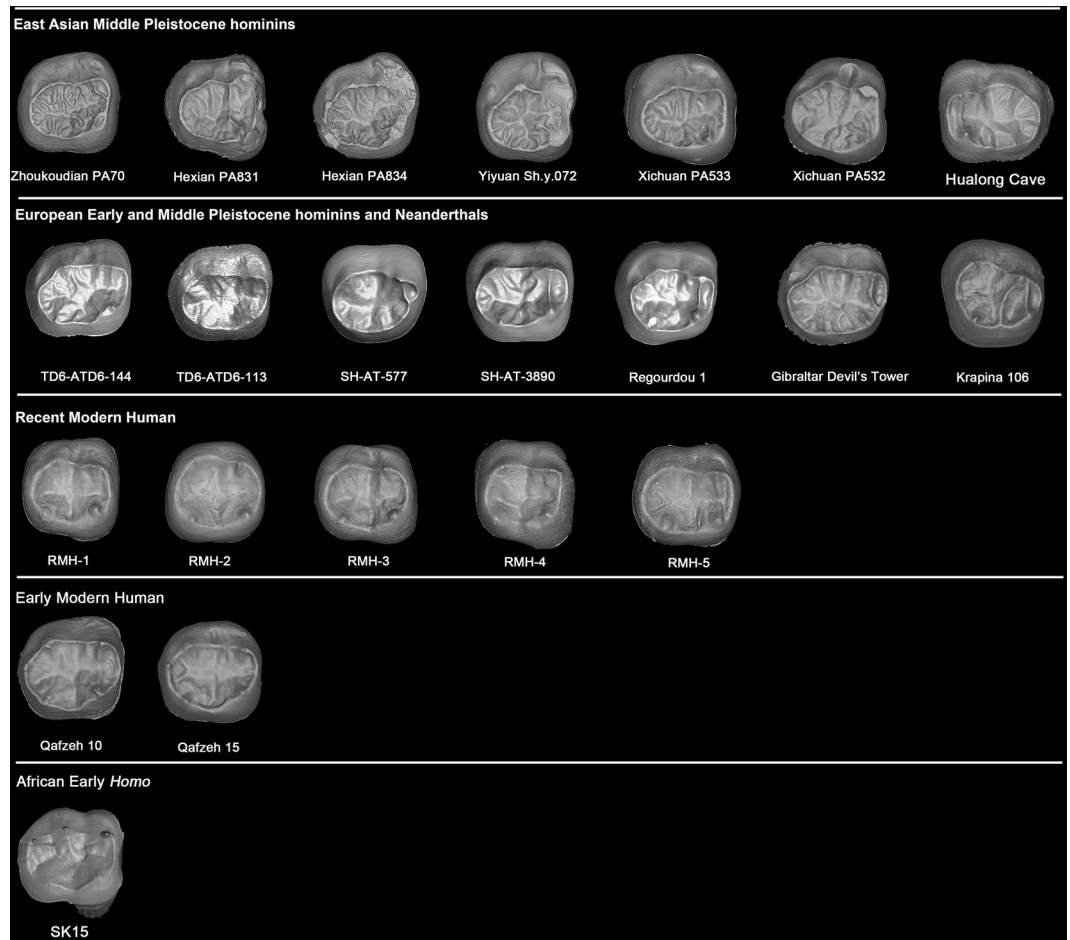 East Asian Middle Pleistocene hominins
Zhoukoudian PA70 Hexian PA831 Hexian PA834 Yiyuan Sh.y.072 Xichuan PA533 Xichuan PA532 Hualong Cave
European Early and Middle Pleistocene hominins and Neanderthals
TD6-ATD6-144 TD6-ATD6-113 SH-AT-577 SH-AT-3890 Regourdou 1 Gibraltar Devil's Tower Krapina 106
Recent Modern Human
RMH-1 RMH-2 RMH-3 RMH-4 RMH-5
Early Modern Human
Qafzeh 10 Qafzeh 15
African Early Homo
SK15